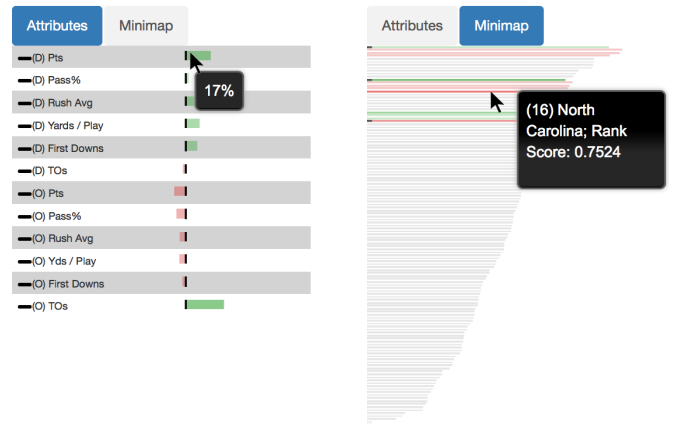 Attributes
Minimap
(D) Pts
(D) Pass%
17%
(D) Rush Avg
(D) Yards / Play
(D) First Downs
(D) TOs
(O) Pts
(O) Pass%
(O) Rush Avg
(O) Yds / Play
(O) First Downs
(O) TOs
Attributes
Minimap
(16) North
Carolina; Rank
Score: 0.7524